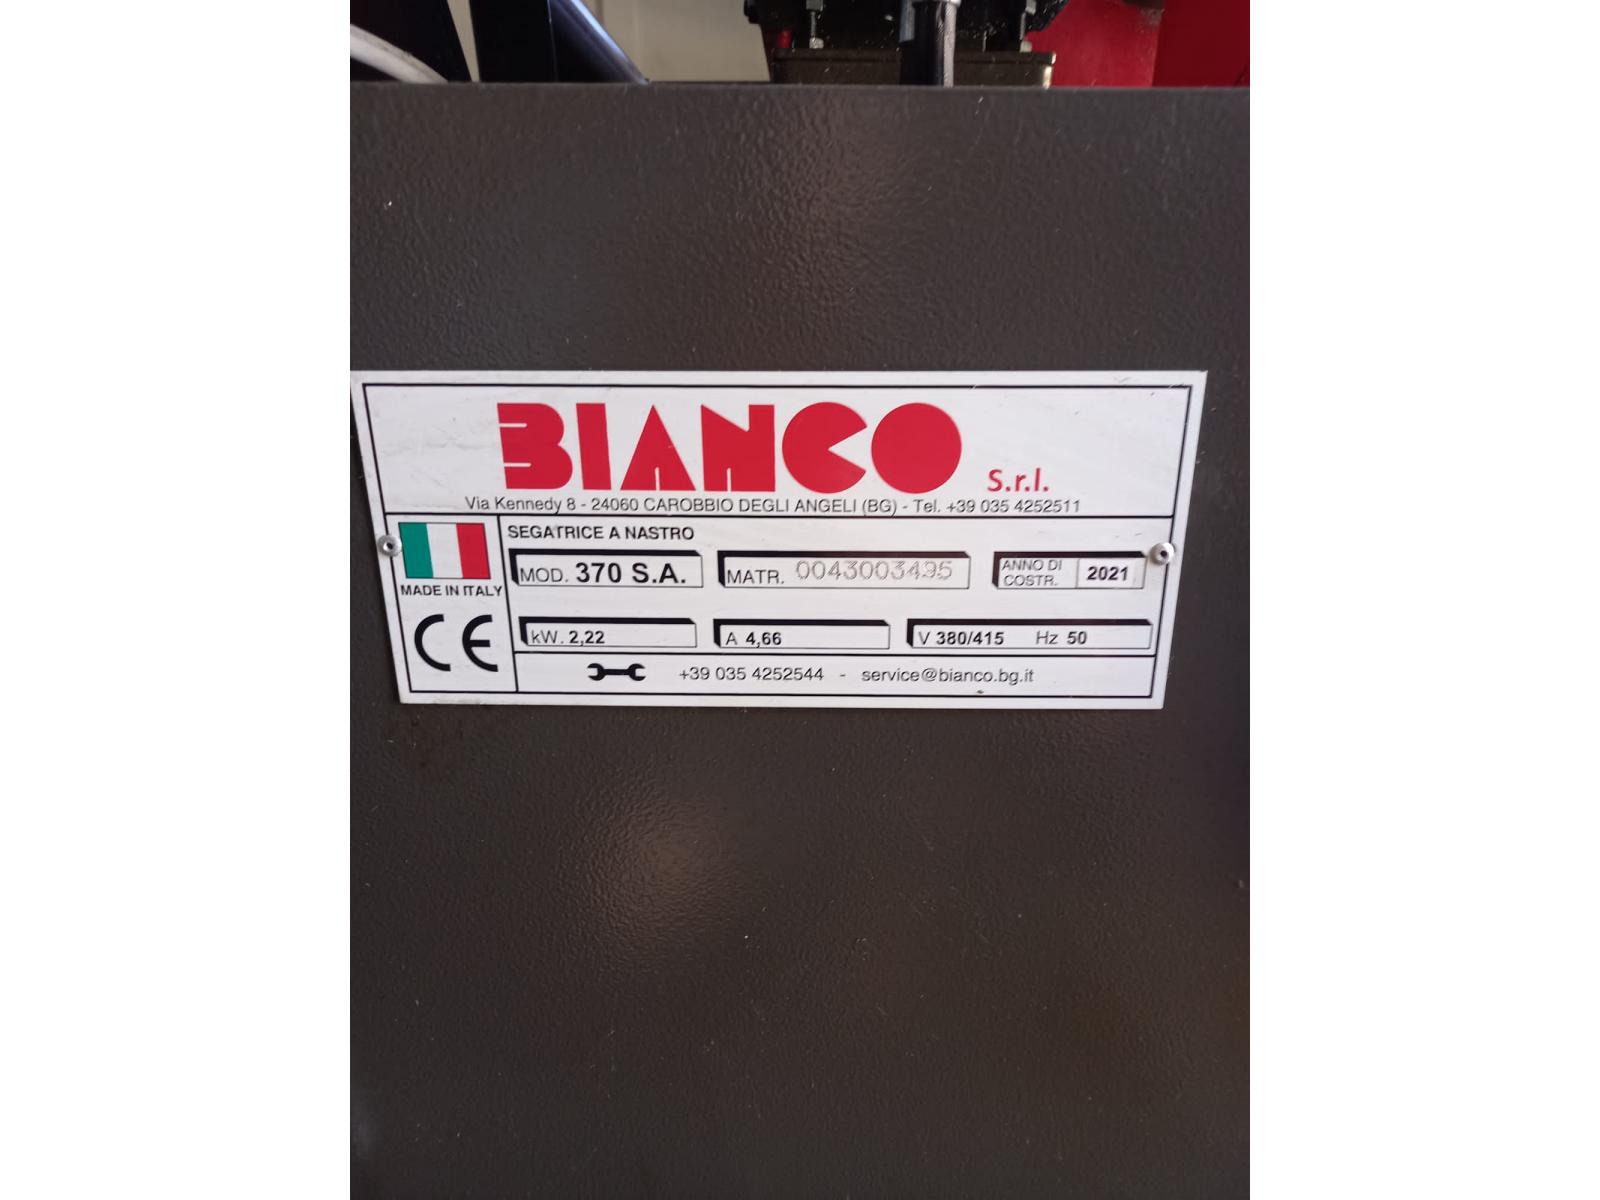 BIANCO S.r.l.
Via Kennedy 8 - 24060 CAROBBIO DEGLI ANGELI (BG) - Tel. +39 035 4252511
SEGATRICE A NASTRO
MOD. 370 S.A. MATR. 0043003495 ANNO DI COSTR. 2021
MADE IN ITALY
CE
kW. 2,22 A 4,66 V 380/415 Hz 50
+39 035 4252544 - service@bianco.bg.it